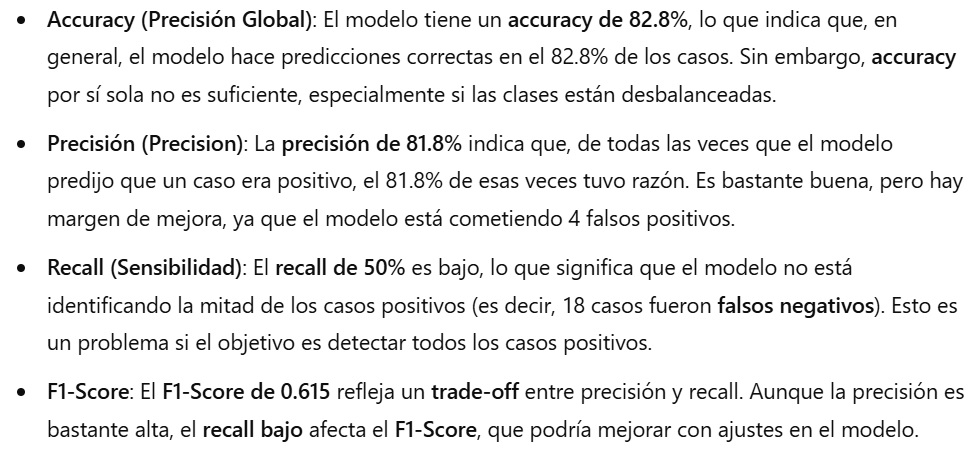 • Accuracy (Precisión Global): El modelo tiene un accuracy de 82.8%, lo que indica que, en
general, el modelo hace predicciones correctas en el 82.8% de los casos. Sin embargo, accuracy
por sí sola no es suficiente, especialmente si las clases están desbalanceadas.
• Precisión (Precision): La precisión de 81.8% indica que, de todas las veces que el modelo
predijo que un caso era positivo, el 81.8% de esas veces tuvo razón. Es bastante buena, pero hay
margen de mejora, ya que el modelo está cometiendo 4 falsos positivos.
• Recall (Sensibilidad): El recall de 50% es bajo, lo que significa que el modelo no está
identificando la mitad de los casos positivos (es decir, 18 casos fueron falsos negativos). Esto es
un problema si el objetivo es detectar todos los casos positivos.
• F1-Score: El F1-Score de 0.615 refleja un trade-off entre precisión y recall. Aunque la precisión es
bastante alta, el recall bajo afecta el F1-Score, que podría mejorar con ajustes en el modelo.